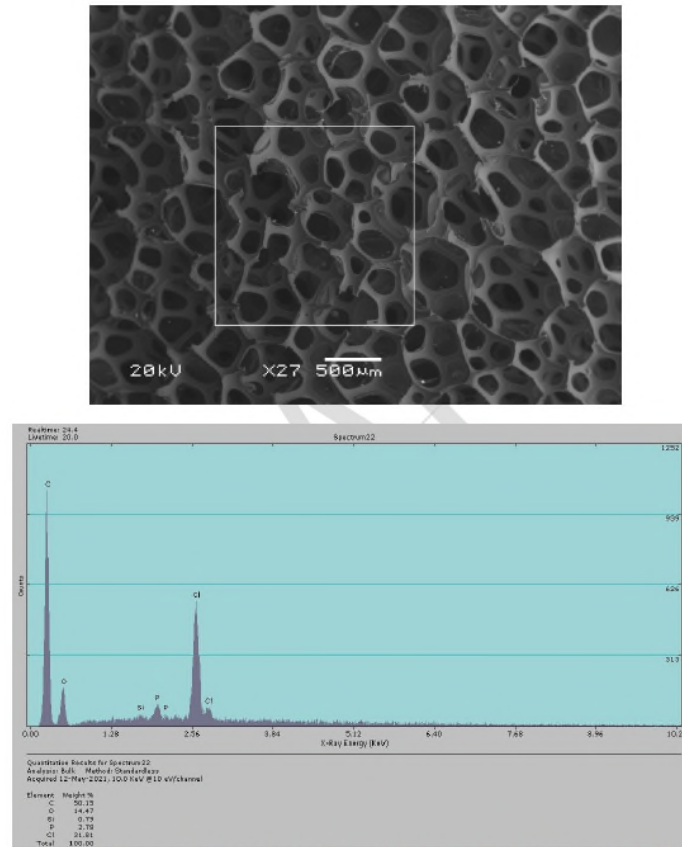 20kV X27 500µm
Realtime: 24.4
Livetime: 20.0
Spectrum22
1252
939
626
313
Counts
C
O
Si
P
P
Cl
Cl
0.00 1.28 2.56 3.84 5.12 6.40 7.68 8.96 10.2
X-Ray Energy (KeV)
Quantitation Results for Spectrum22
Analysis: Bulk Method: Standardless
Acquired 12-May-2021, 10.0 KeV @10 eV/channel
Element Weight %
C 50.15
O 14.47
Si 0.79
P 2.78
Cl 31.81
Total 100.00